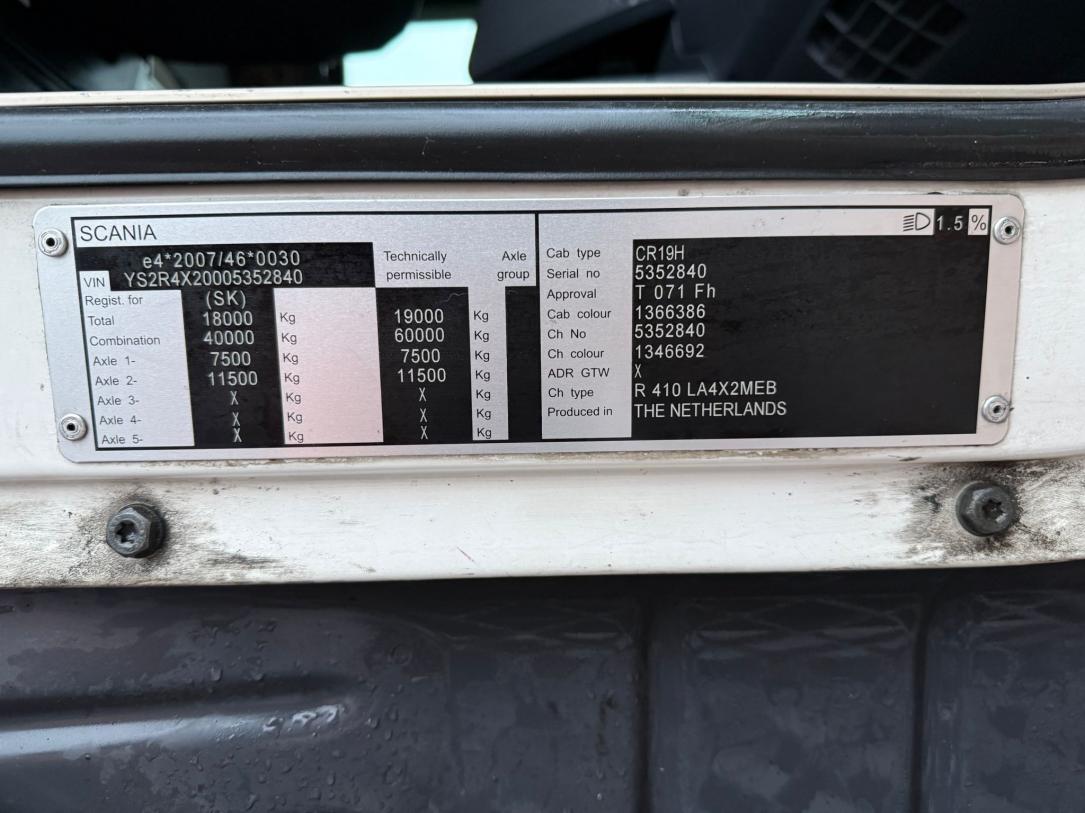 SCANIA
e4*2007/46*0030
VIN YS2R4X20005352840
Technically permissible Axle group
Regist. for (SK)
Total 18000 Kg 19000 Kg
Combination 40000 Kg 60000 Kg
Axle 1- 7500 Kg 7500 Kg
Axle 2- 11500 Kg 11500 Kg
Axle 3- X Kg X Kg
Axle 4- X Kg X Kg
Axle 5- X Kg X Kg
1.5 %
Cab type CR19H
Serial no 5352840
Approval T 071 Fh
Cab colour 1366386
Ch No 5352840
Ch colour 1346692
ADR GTW X
Ch type R 410 LA4X2MEB
Produced in THE NETHERLANDS